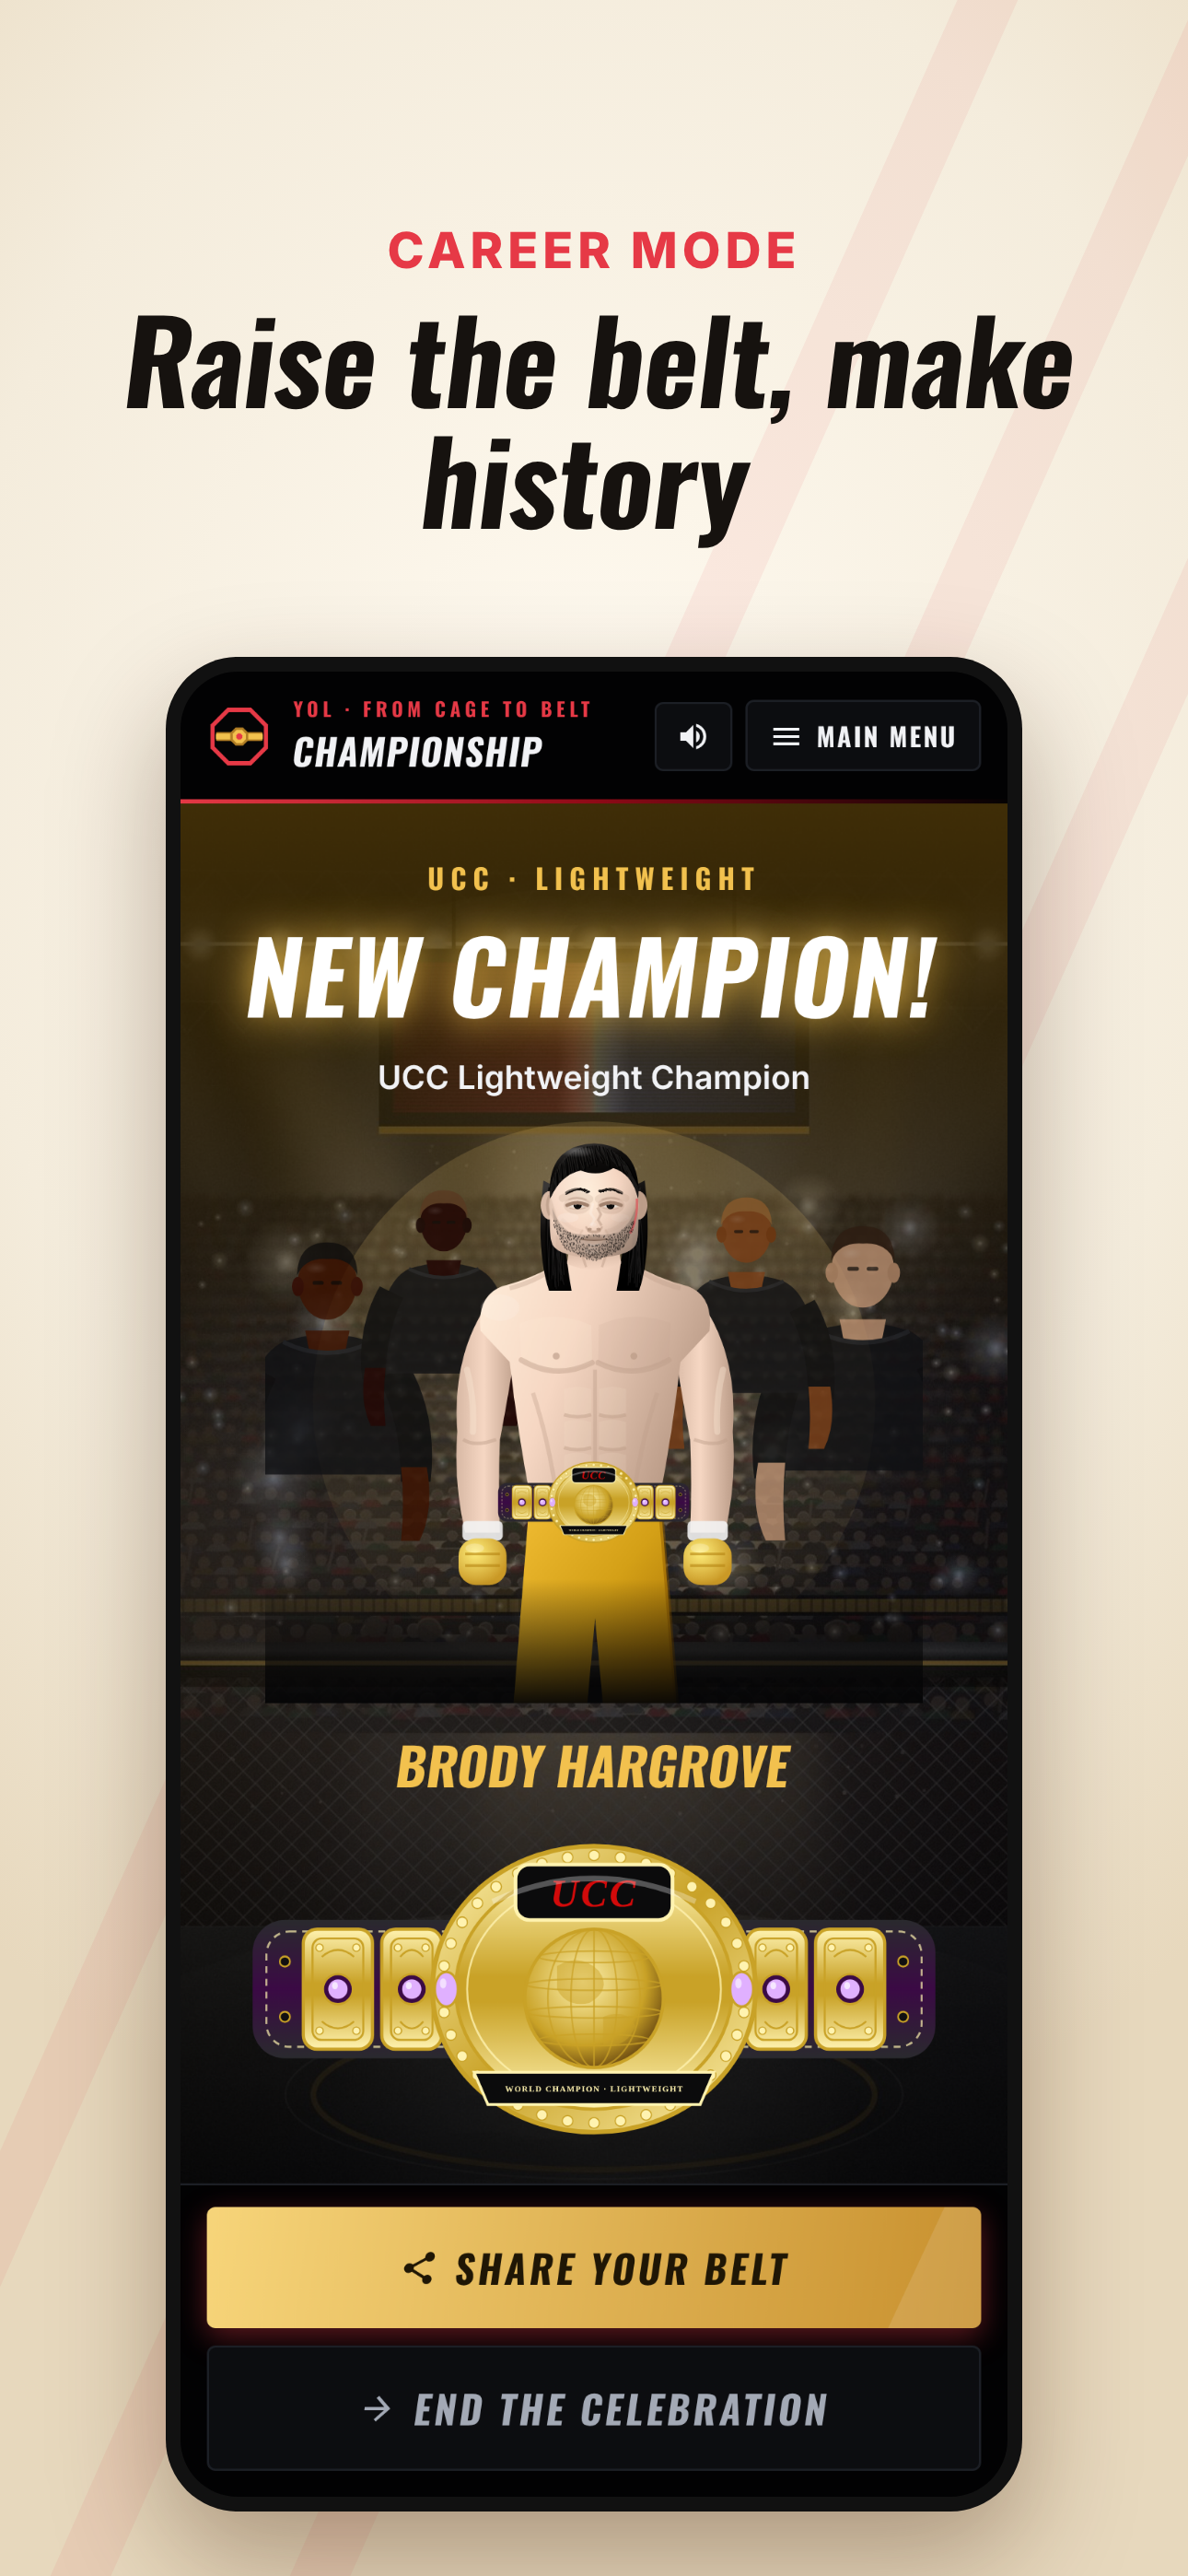 CAREER MODE
Raise the belt, make
history
YOL · FROM CAGE TO BELT
CHAMPIONSHIP
MAIN MENU
UCC · LIGHTWEIGHT
NEW CHAMPION!
UCC Lightweight Champion
UCC
BRODY HARGROVE
UCC
WORLD CHAMPION · LIGHTWEIGHT
SHARE YOUR BELT
END THE CELEBRATION